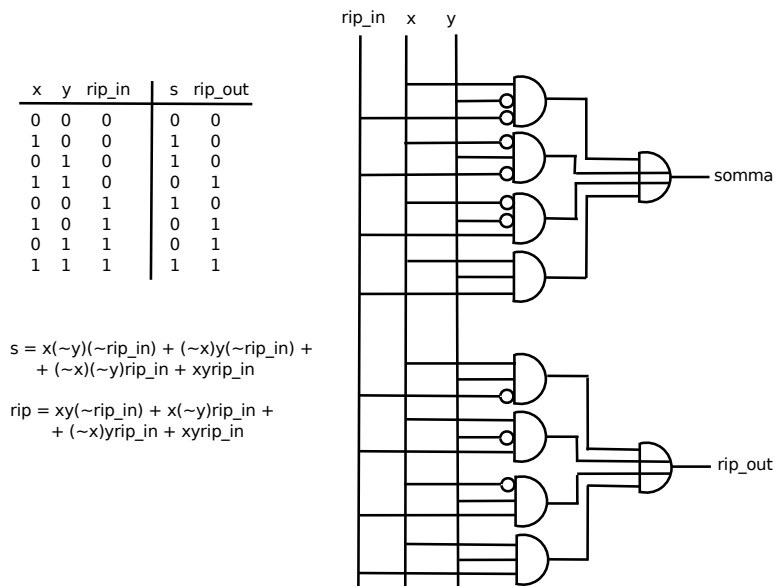 rip_in x y
x y rip_in s rip_out
0 0 0 0 0
1 0 0 1 0
0 1 0 1 0
1 1 0 0 1
0 0 1 1 0
1 0 1 0 1
0 1 1 0 1
1 1 1 1 1
somma
s = x(~y)(~rip_in) + (~x)y(~rip_in) +
+ (~x)(~y)rip_in + xyrip_in
rip = xy(~rip_in) + x(~y)rip_in +
+ (~x)yrip_in + xyrip_in
rip_out